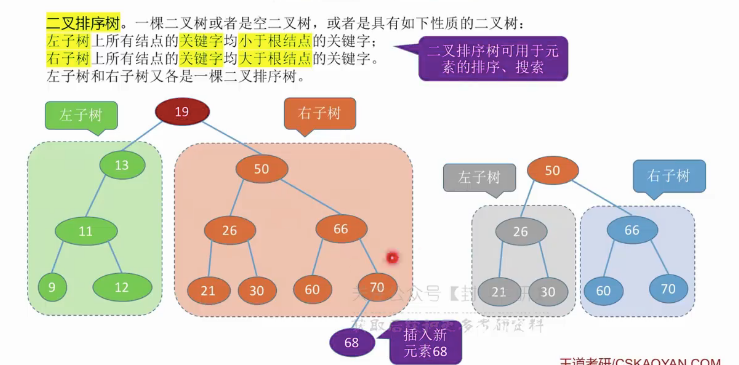 二叉排序树。一棵二叉树或者是空二叉树，或者是具有如下性质的二叉树：
左子树上所有结点的关键字均小于根结点的关键字；
右子树上所有结点的关键字均大于根结点的关键字。
左子树和右子树又各是一棵二叉排序树。
二叉排序树可用于元
素的排序、搜索
左子树
19
右子树
13
50
11
26
66
9
12
21
30
60
70
68
插入新
元素68
左子树
50
右子树
26
66
21
30
60
70
公众号
王道考研/CSKAOYAN.COM